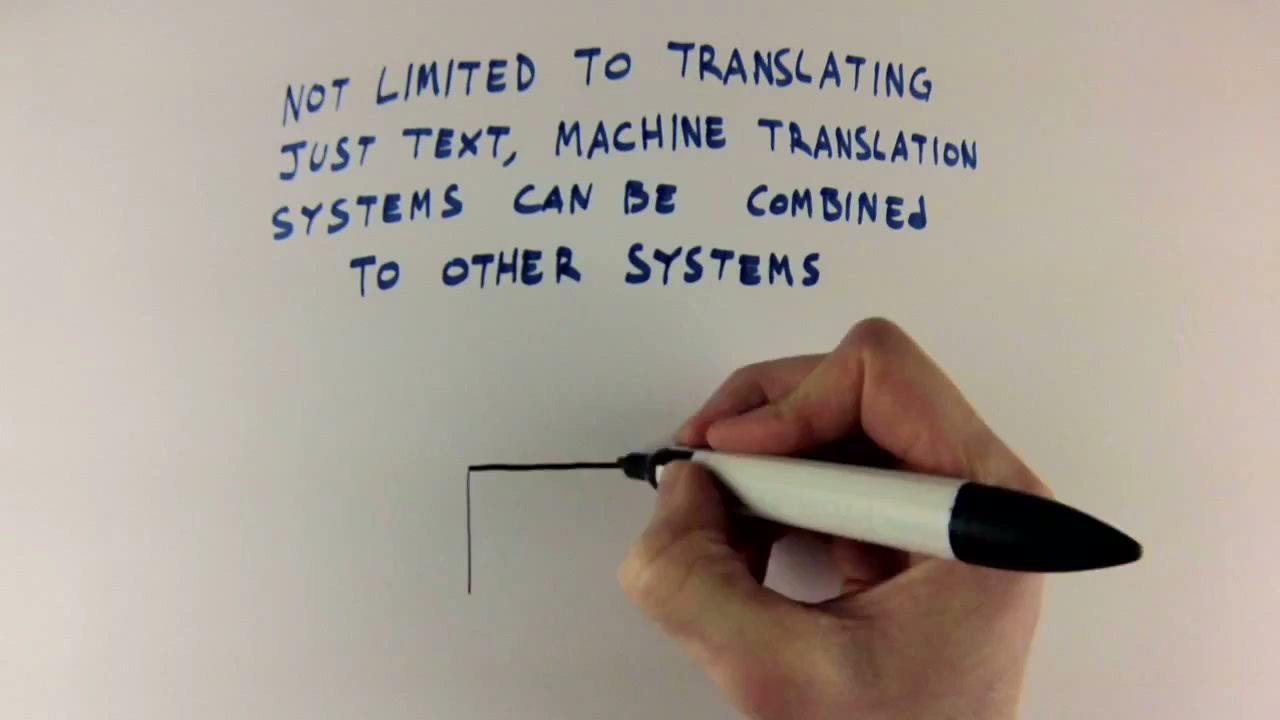 NOT LIMITED TO TRANSLATING
JUST TEXT, MACHINE TRANSLATION
SYSTEMS CAN BE COMBINEd
TO OTHER SYSTEMS